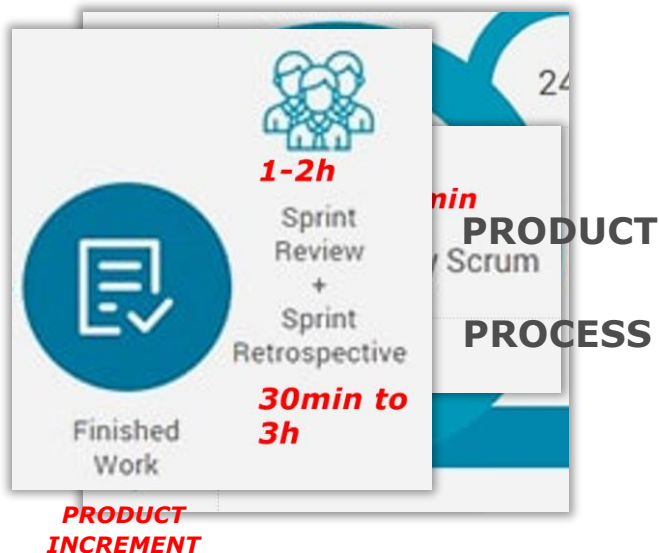 24
1-2h
min
Sprint
Review
+
Sprint
Retrospective
PRODUCT
Scrum
PROCESS
30min to
3h
Finished
Work
PRODUCT
INCREMENT